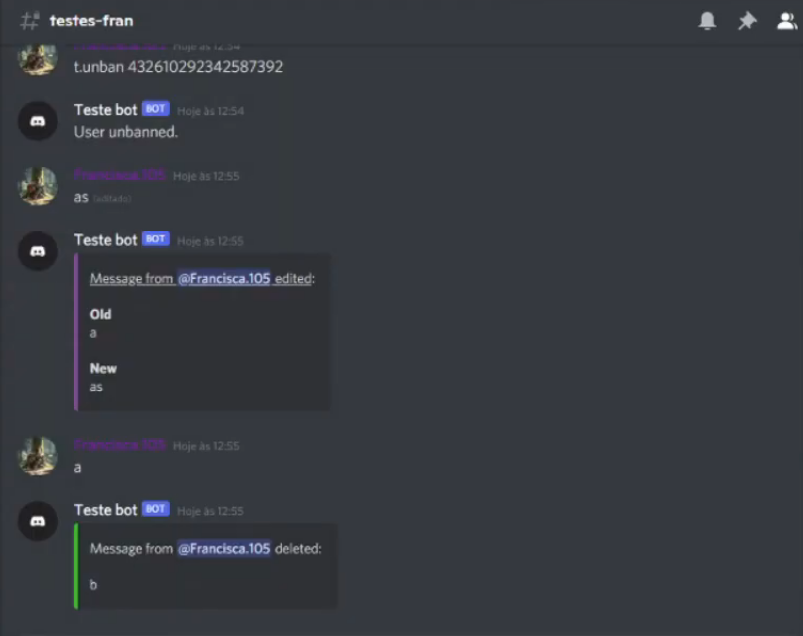 testes-fran
Francisca.105 Hoje às 12:54
t.unban 432610292342587392
Teste bot BOT Hoje às 12:54
User unbanned.
Francisca.105 Hoje às 12:55
as (editado)
Teste bot BOT Hoje às 12:55
Message from @Francisca.105 edited:
Old
a
New
as
Francisca.105 Hoje às 12:55
a
Teste bot BOT Hoje às 12:55
Message from @Francisca.105 deleted:
b